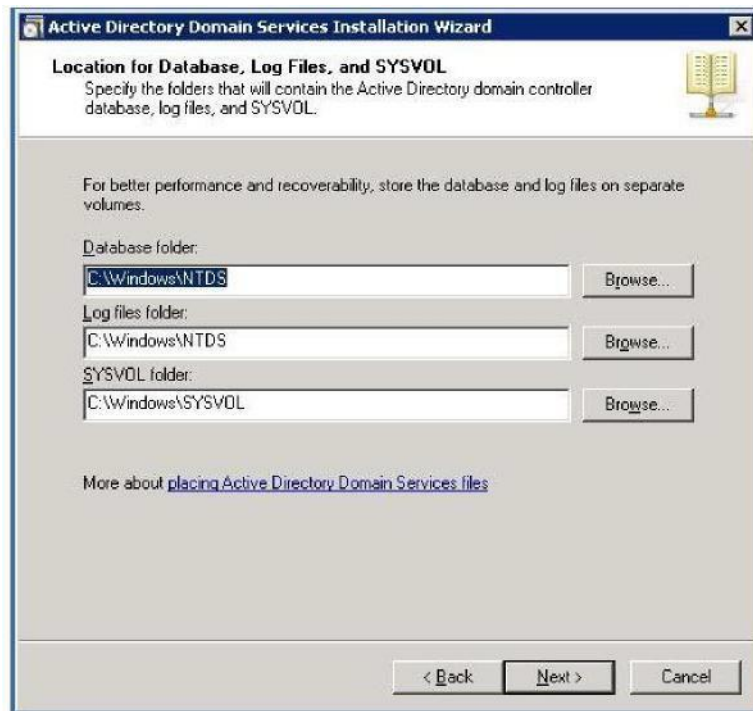 Active Directory Domain Services Installation Wizard
Location for Database, Log Files, and SYSVOL
Specify the folders that will contain the Active Directory domain controller
database, log files, and SYSVOL.
For better performance and recoverability, store the database and log files on separate
volumes.
Database folder:
C:\Windows\NTDS
Browse...
Log files folder:
C:\Windows\NTDS
Browse...
SYSVOL folder:
C:\Windows\SYSVOL
Browse...
More about placing Active Directory Domain Services files
< Back
Next >
Cancel